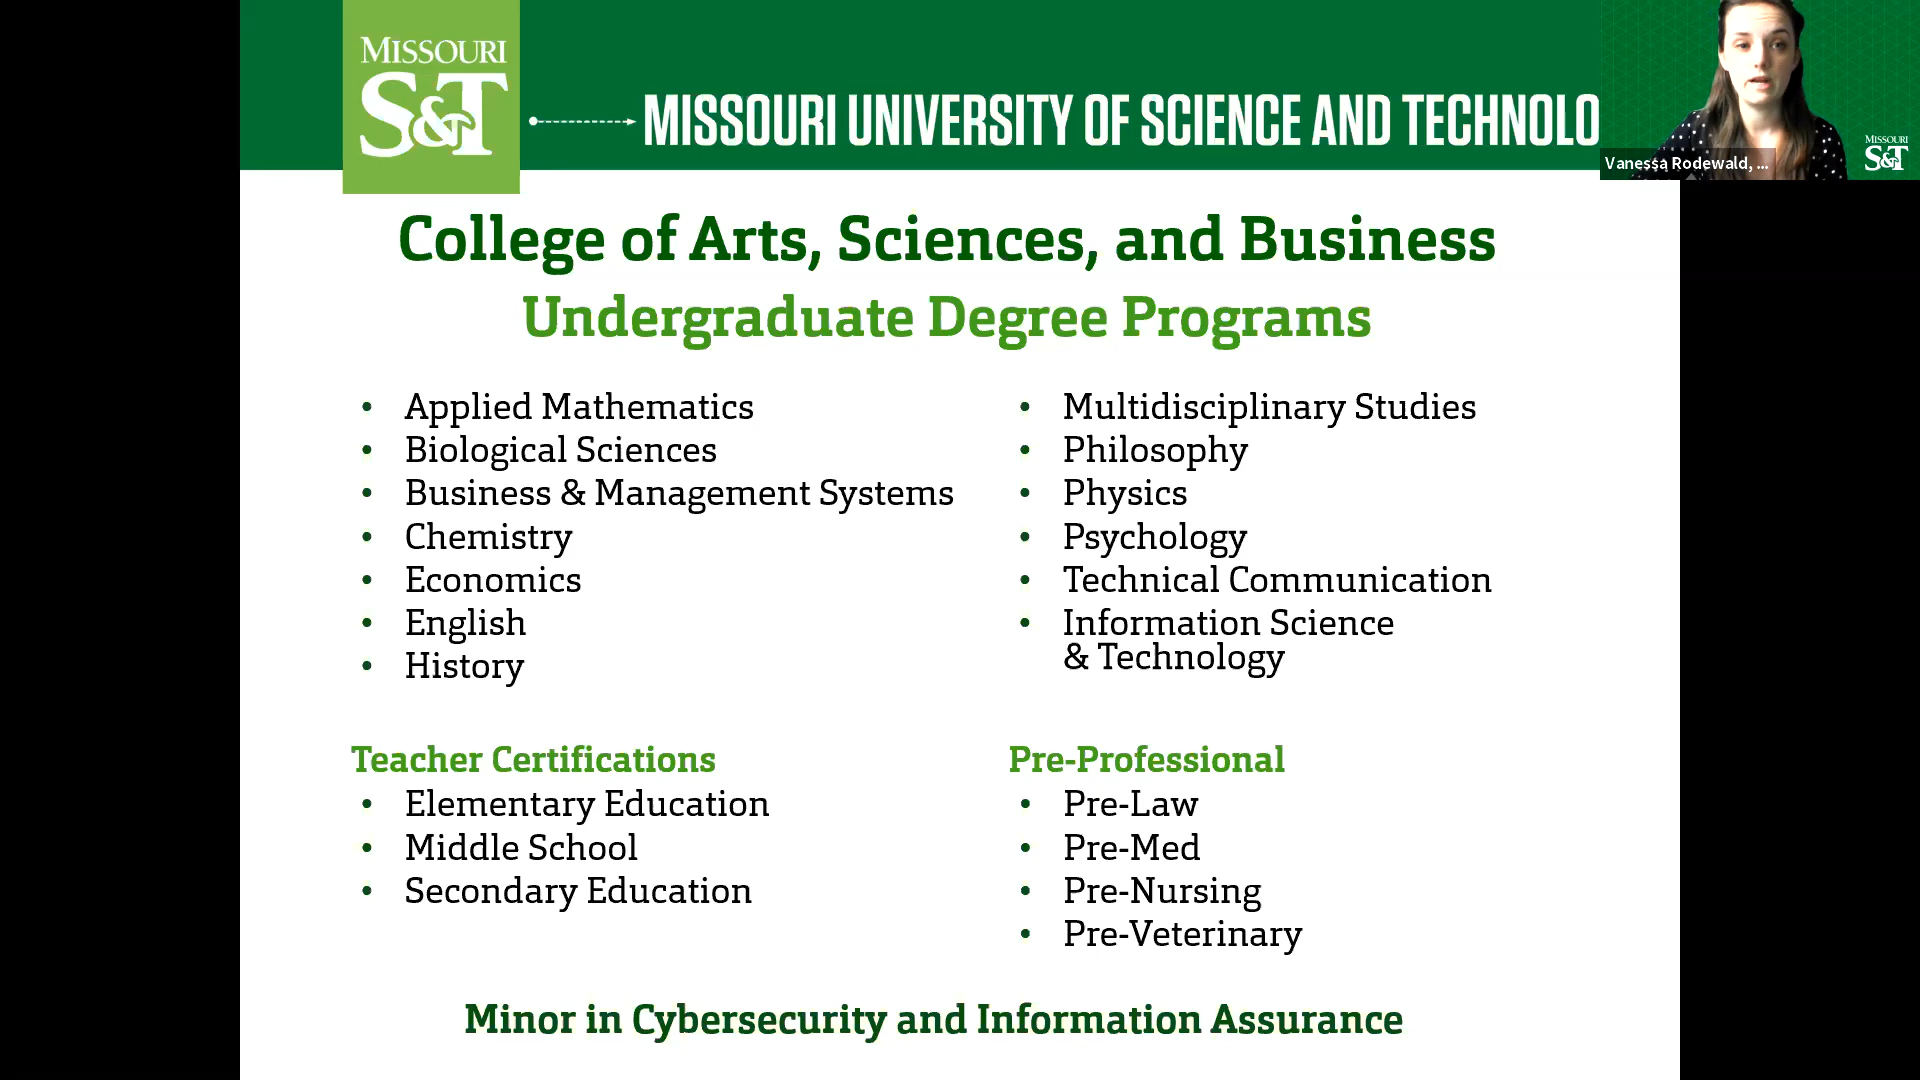 MISSOURI
S&T
MISSOURI UNIVERSITY OF SCIENCE AND TECHNOLO
MISSOURI
S&T
Vanessa Rodewald, ...
College of Arts, Sciences, and Business
Undergraduate Degree Programs
• Applied Mathematics
• Biological Sciences
• Business & Management Systems
• Chemistry
• Economics
• English
• History
• Multidisciplinary Studies
• Philosophy
• Physics
• Psychology
• Technical Communication
• Information Science
& Technology
Teacher Certifications
• Elementary Education
• Middle School
• Secondary Education
Pre-Professional
• Pre-Law
• Pre-Med
• Pre-Nursing
• Pre-Veterinary
Minor in Cybersecurity and Information Assurance